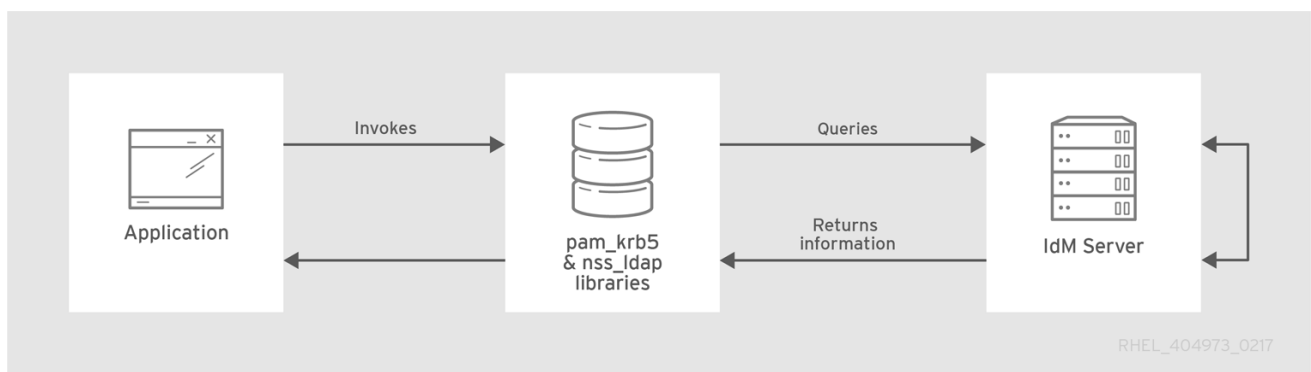 Invokes
Queries
Application
pam_krb5
& nss_ldap
libraries
Returns
information
IdM Server
RHEL_404973_0217